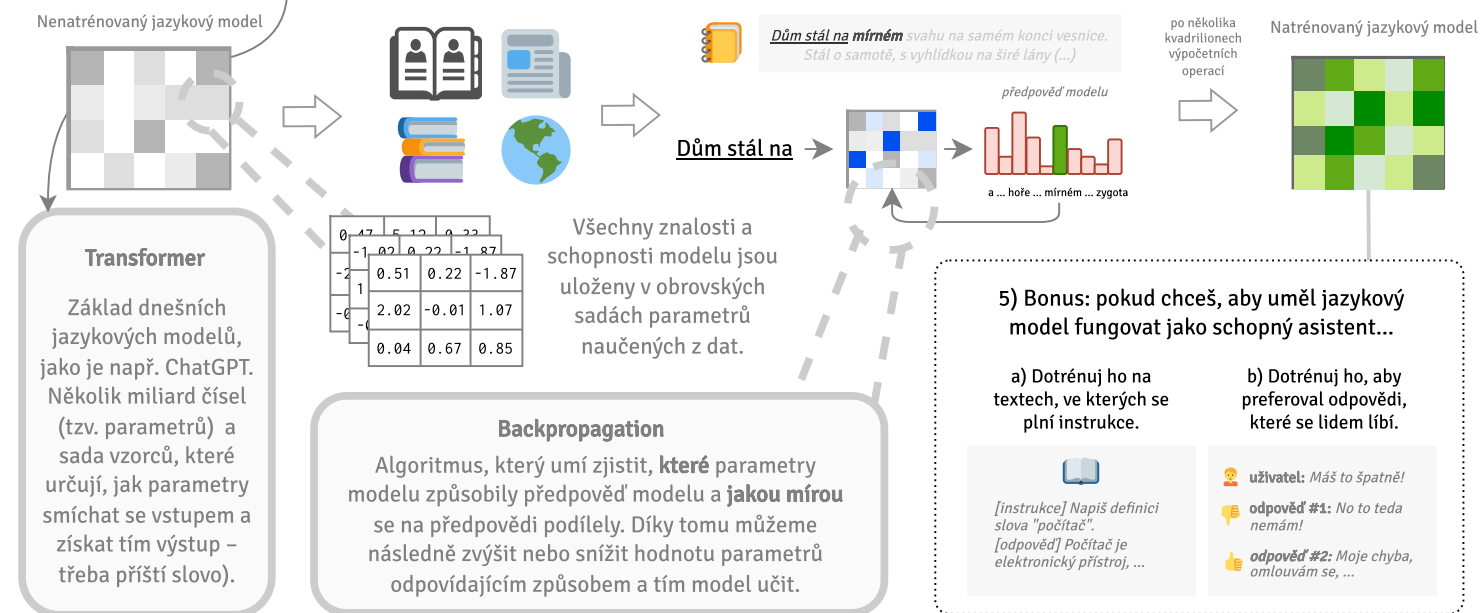 Nenatrénovaný jazykový model
Dům stál na mírném svahu na samém konci vesnice.
Stál o samotě, s vyhlídkou na širé lány (...)
po několika
kvadrilionech
výpočetních
operací
Natrénovaný jazykový model
předpověď modelu
Dům stál na
a ... hoře ... mírném ... zygota
Transformer
Základ dnešních
jazykových modelů,
jako je např. ChatGPT.
Několik miliard čísel
(tzv. parametrů) a
sada vzorců, které
určují, jak parametry
smíchat se vstupem a
získat tím výstup –
třeba příští slovo).
0.51 0.22 -1.87
2.02 -0.01 1.07
0.04 0.67 0.85
Všechny znalosti a
schopnosti modelu jsou
uloženy v obrovských
sadách parametrů
naučených z dat.
Backpropagation
Algoritmus, který umí zjistit, které parametry
modelu způsobily předpověď modelu a jakou mírou
se na předpovědi podílely. Díky tomu můžeme
následně zvýšit nebo snížit hodnotu parametrů
odpovídajícím způsobem a tím model učit.
5) Bonus: pokud chceš, aby uměl jazykový
model fungovat jako schopný asistent...
a) Dotrénuj ho na
textech, ve kterých se
plní instrukce.
[instrukce] Napiš definici
slova "počítač".
[odpověď] Počítač je
elektronický přístroj, ...
b) Dotrénuj ho, aby
preferoval odpovědi,
které se lidem líbí.
uživatel: Máš to špatně!
odpověď #1: No to teda
nemám!
odpověď #2: Moje chyba,
omlouvám se, ...